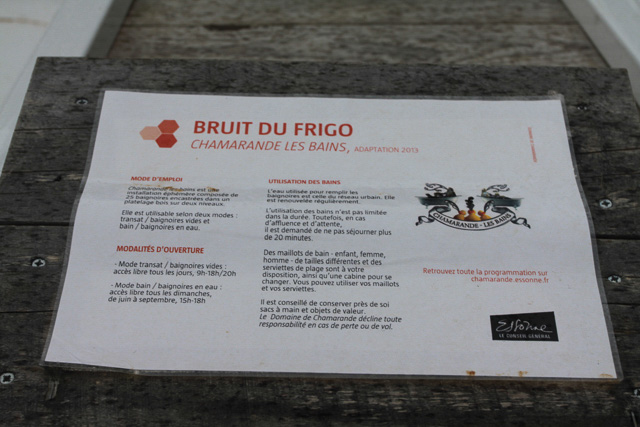 BRUIT DU FRIGO
CHAMARANDE LES BAINS, ADAPTATION 2013
MODE D'EMPLOI
Chamarande les bains est une
installation éphémère composée de
25 baignoires encastrées dans un
platelage bois sur deux niveaux.
Elle est utilisable selon deux modes :
transat / baignoires vides et
bain / baignoires en eau.
MODALITÉS D'OUVERTURE
- Mode transat / baignoires vides :
accès libre tous les jours, 9h-18h/20h
- Mode bain / baignoires en eau :
accès libre tous les dimanches,
de juin à septembre, 15h-18h
UTILISATION DES BAINS
L'eau utilisée pour remplir les
baignoires est celle du réseau urbain. Elle
est renouvelée régulièrement.
L'utilisation des bains n'est pas limitée
dans la durée. Toutefois, en cas
d'affluence et d'attente,
il est demandé de ne pas séjourner plus
de 20 minutes.
Des maillots de bain - enfant, femme,
homme - de tailles différentes et des
serviettes de plage sont à votre
disposition, ainsi qu'une cabine pour se
changer. Vous pouvez utiliser vos maillots
et vos serviettes.
Il est conseillé de conserver près de soi
sacs à main et objets de valeur.
Le Domaine de Chamarande décline toute
responsabilité en cas de perte ou de vol.
CHAMARANDE - LES BAINS
Retrouvez toute la programmation sur
chamarande.essonne.fr
Essonne
LE CONSEIL GÉNÉRAL